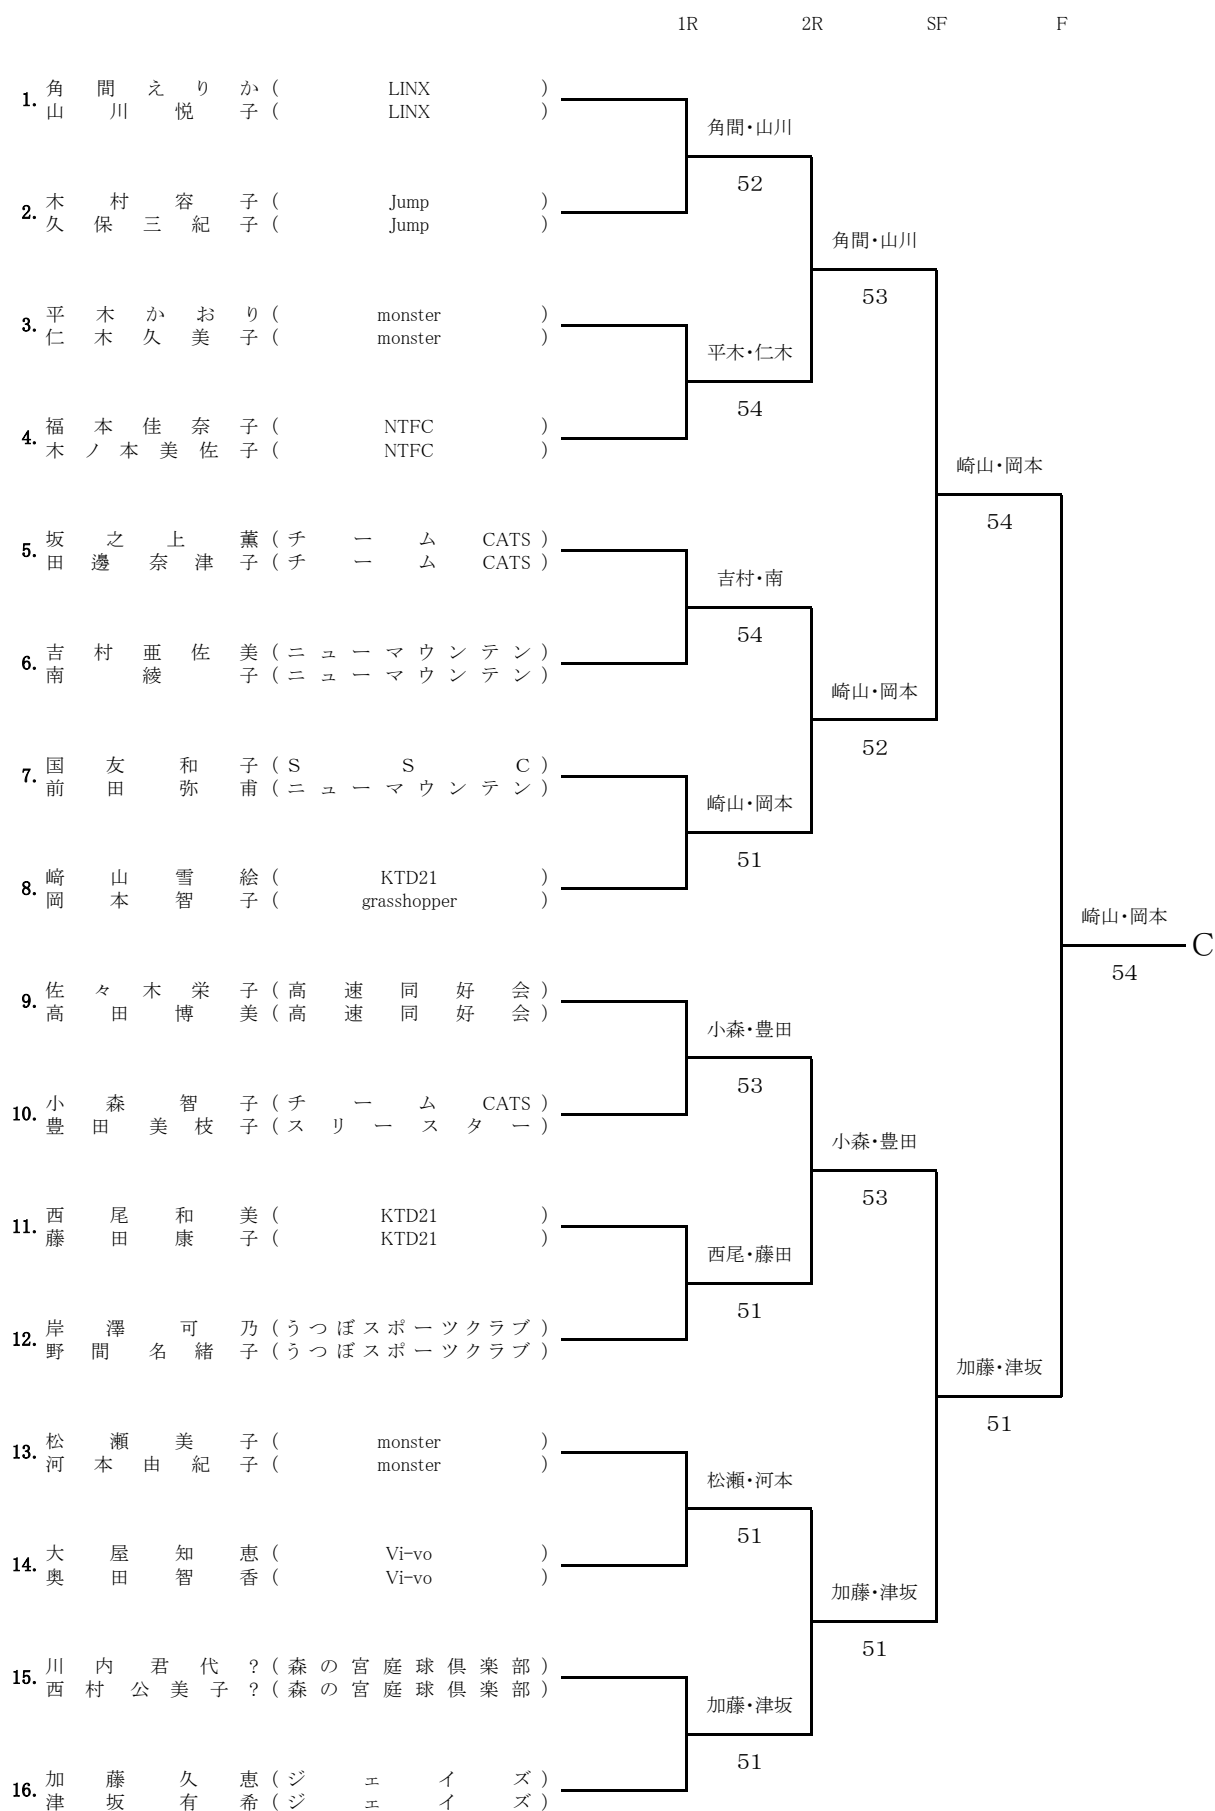 1R 2R SF F
1. 角間えりか ( LINX )
山川悦子 ( LINX )
角間・山川
52
2. 木村容子 ( Jump )
久保三紀子 ( Jump )
角間・山川
53
3. 平木かおり ( monster )
仁木久美子 ( monster )
平木・仁木
54
4. 福本佳奈子 ( NTFC )
木ノ本美佐子 ( NTFC )
崎山・岡本
54
5. 坂之上薫 ( チームCATS )
田邊奈津子 ( チームCATS )
吉村・南
54
6. 吉村亜佐美 ( ニューマウンテン )
南綾子 ( ニューマウンテン )
崎山・岡本
52
7. 国友和子 ( SSC )
前田弥甫 ( ニューマウンテン )
崎山・岡本
51
8. 﨑山雪絵 ( KTD21 )
岡本智子 ( grasshopper )
崎山・岡本
C
54
9. 佐々木栄子 ( 高速同好会 )
高田博美 ( 高速同好会 )
小森・豊田
53
10. 小森智子 ( チームCATS )
豊田美枝子 ( スリースター )
小森・豊田
53
11. 西尾和美 ( KTD21 )
藤田康子 ( KTD21 )
西尾・藤田
51
12. 岸澤可乃 ( うつぼスポーツクラブ )
野間名緒子 ( うつぼスポーツクラブ )
加藤・津坂
51
13. 松瀬美子 ( monster )
河本由紀子 ( monster )
松瀬・河本
51
14. 大屋知恵 ( Vi-vo )
奥田智香 ( Vi-vo )
加藤・津坂
51
15. 川内君代? ( 森の宮庭球倶楽部 )
西村公美子? ( 森の宮庭球倶楽部 )
加藤・津坂
51
16. 加藤久恵 ( ジェイズ )
津坂有希 ( ジェイズ )